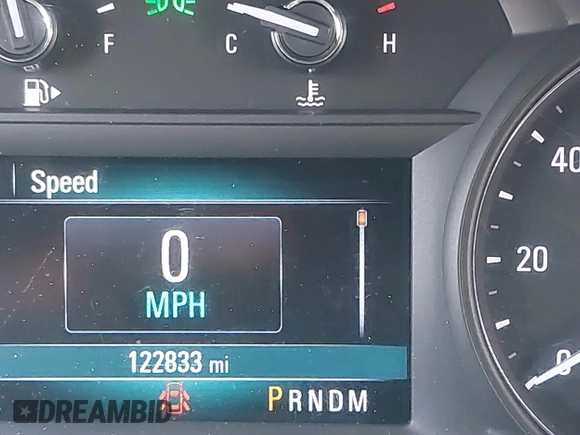 F
C
H
40
Speed
0
MPH
20
122833 mi
0
PRNDM
DREAMBID